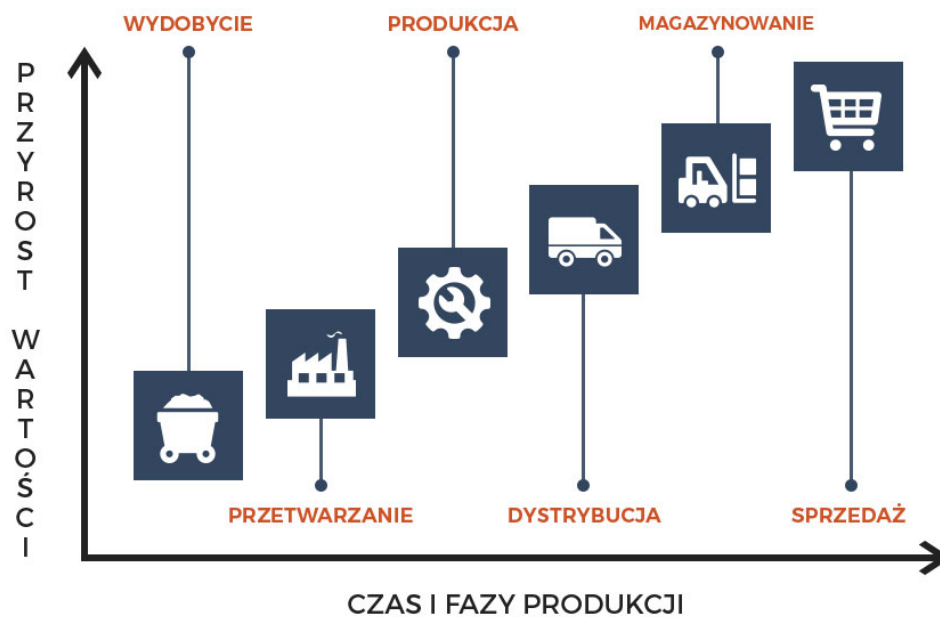 WYDOBYCIE
PRODUKCJA
MAGAZYNOWANIE
PRZYROST WARTOŚCI
PRZETWARZANIE
DYSTRYBUCJA
SPRZEDAŻ
CZAS I FAZY PRODUKCJI